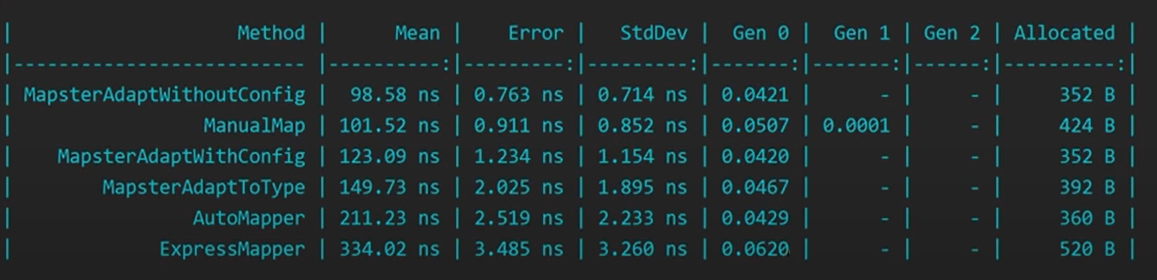 | Method | Mean | Error | StdDev | Gen 0 | Gen 1 | Gen 2 | Allocated |
|-------------------------- |----------:|---------:|---------:|-------:|-------:|------:|----------:|
| MapsterAdaptWithoutConfig | 98.58 ns | 0.763 ns | 0.714 ns | 0.0421 | - | - | 352 B |
| ManualMap | 101.52 ns | 0.911 ns | 0.852 ns | 0.0507 | 0.0001 | - | 424 B |
| MapsterAdaptWithConfig | 123.09 ns | 1.234 ns | 1.154 ns | 0.0420 | - | - | 352 B |
| MapsterAdaptToType | 149.73 ns | 2.025 ns | 1.895 ns | 0.0467 | - | - | 392 B |
| AutoMapper | 211.23 ns | 2.519 ns | 2.233 ns | 0.0429 | - | - | 360 B |
| ExpressMapper | 334.02 ns | 3.485 ns | 3.260 ns | 0.0620 | - | - | 520 B |